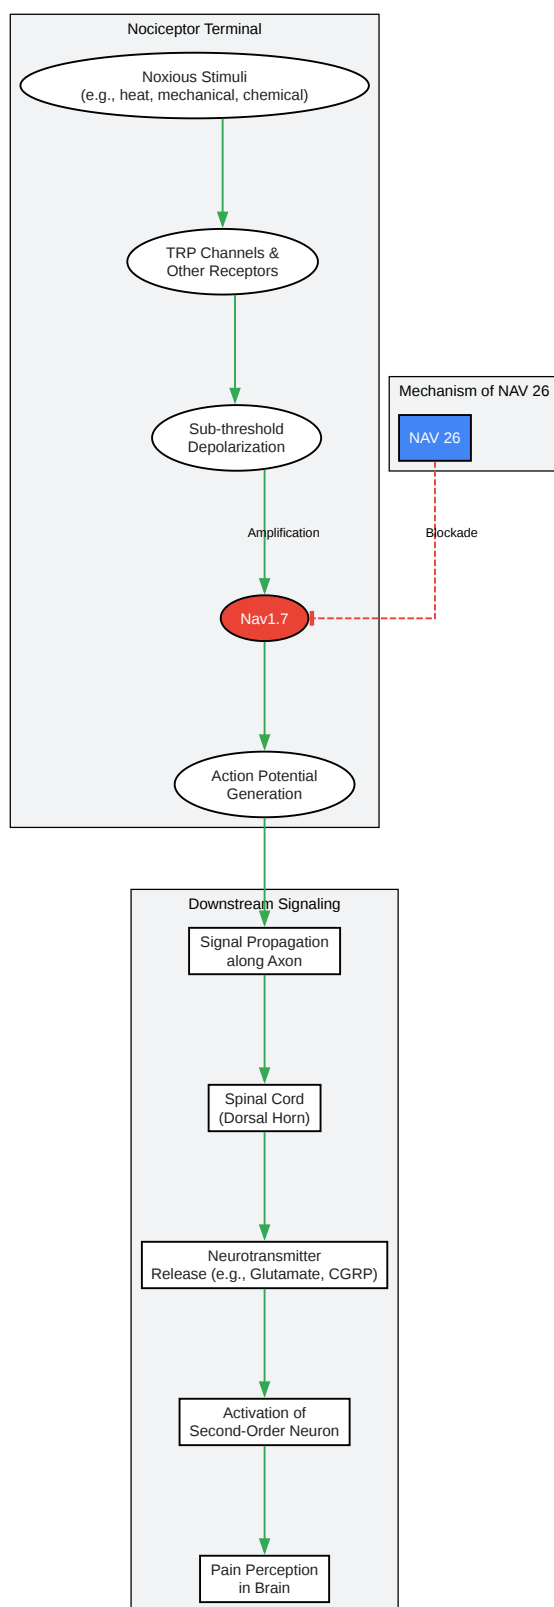 Nociceptor Terminal
Noxious Stimuli
(e.g., heat, mechanical, chemical)
TRP Channels &
Other Receptors
Sub-threshold
Depolarization
Mechanism of NAV 26
NAV 26
Amplification
Blockade
Nav1.7
Action Potential
Generation
Downstream Signaling
Signal Propagation
along Axon
Spinal Cord
(Dorsal Horn)
Neurotransmitter
Release (e.g., Glutamate, CGRP)
Activation of
Second-Order Neuron
Pain Perception
in Brain